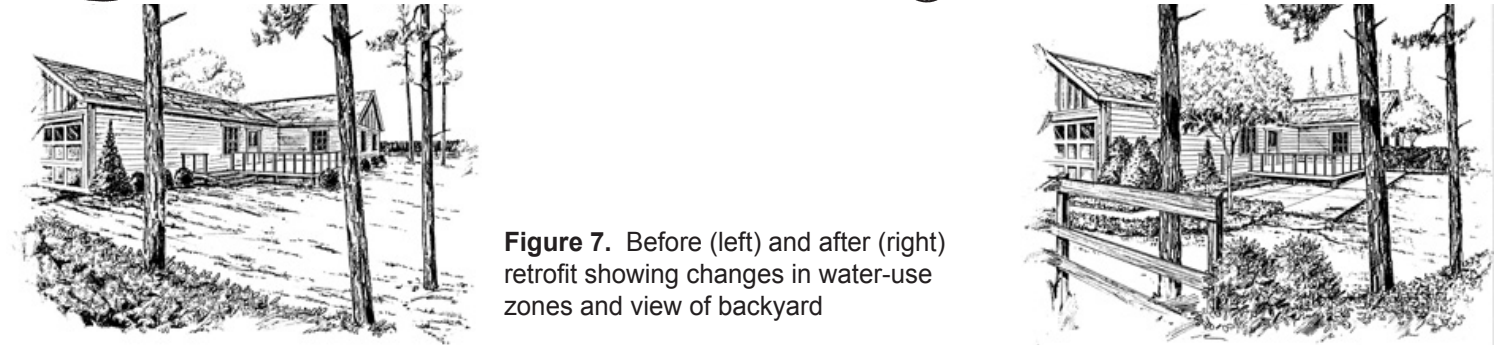 Figure 7. Before (left) and after (right)
retrofit showing changes in water-use
zones and view of backyard